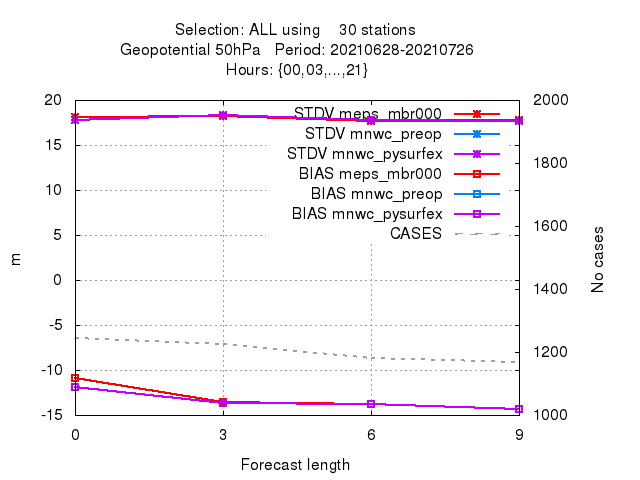 Selection: ALL using    30 stations
Geopotential 50hPa   Period: 20210628-20210726
Hours: {00,03,...,21}
20
15
10
5
0
-5
-10
-15
m
STDV meps_mbr000
STDV mnwc_preop
STDV mnwc_pysurfex
BIAS meps_mbr000
BIAS mnwc_preop
BIAS mnwc_pysurfex
CASES
2000
1800
1600
1400
1200
1000
No cases
0
3
6
9
Forecast length